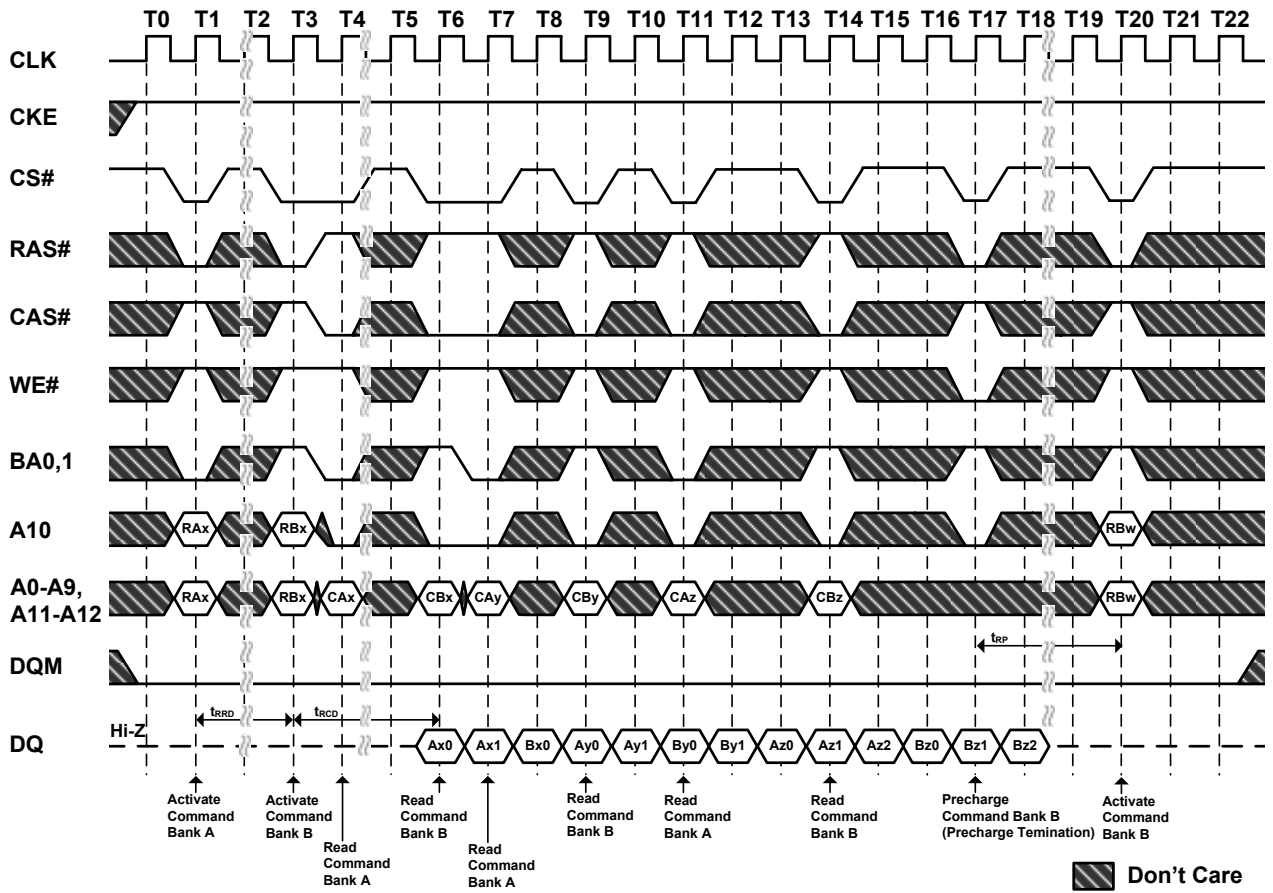 T0 T1 T2 T3 T4 T5 T6 T7 T8 T9 T10 T11 T12 T13 T14 T15 T16 T17 T18 T19 T20 T21 T22
CLK
CKE
CS#
RAS#
CAS#
WE#
BA0,1
A10
RAx RBx RBw
A0-A9,
A11-A12
RAx RBx CAx CBx CAy CBy CAz CBz RBw
tRP
DQM
tRRD tRCD
Hi-Z
DQ
Ax0 Ax1 Bx0 Ay0 Ay1 By0 By1 Az0 Az1 Az2 Bz0 Bz1 Bz2
Activate
Command
Bank A
Activate
Command
Bank B
Read
Command
Bank A
Read
Command
Bank B
Read
Command
Bank A
Read
Command
Bank B
Read
Command
Bank A
Read
Command
Bank B
Precharge
Command Bank B
(Precharge Temination)
Activate
Command
Bank B
Don't Care